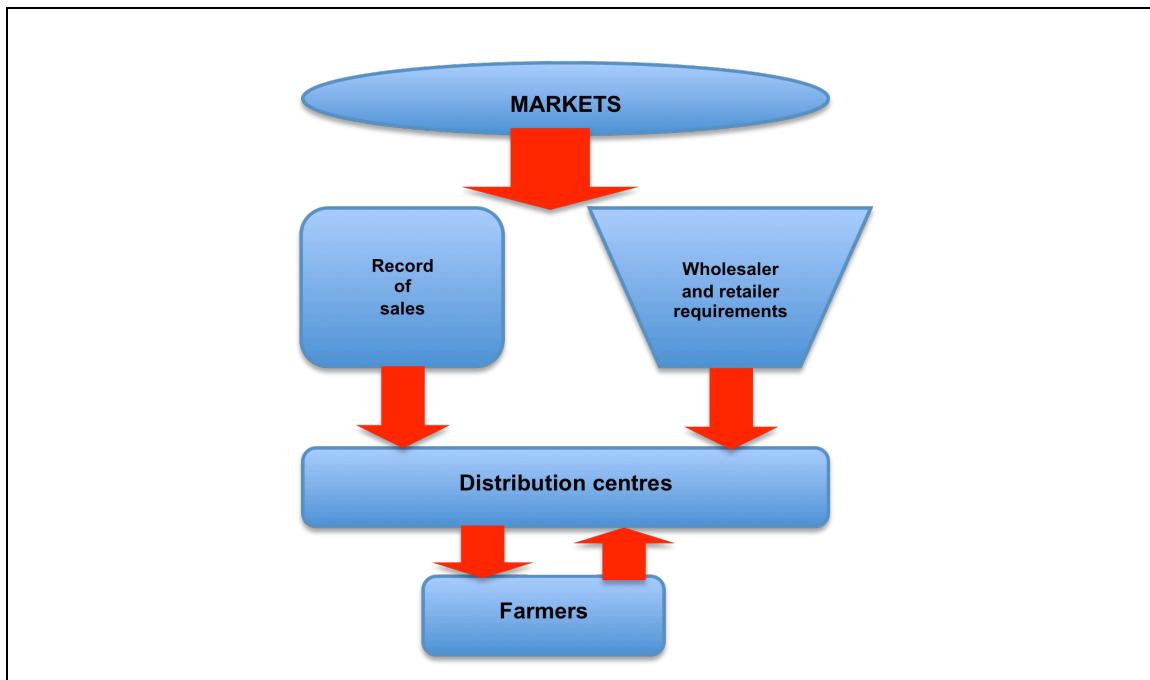 MARKETS
Record
of
sales
Wholesaler
and retailer
requirements
Distribution centres
Farmers